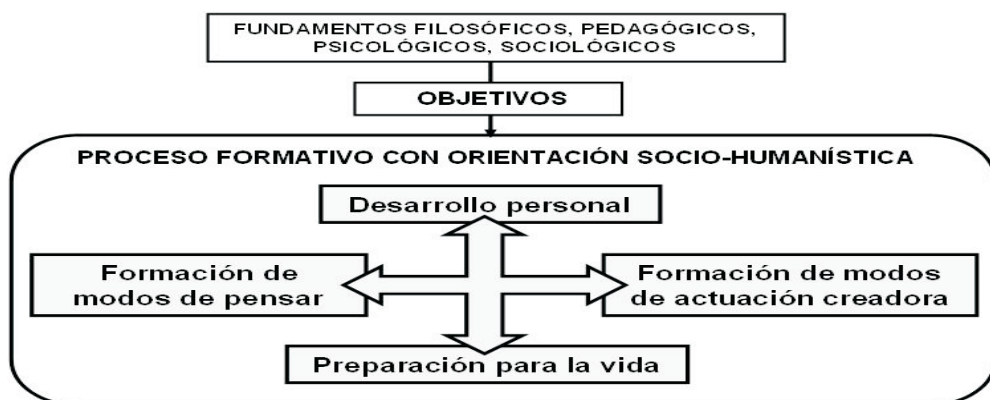 FUNDAMENTOS FILOSÓFICOS, PEDAGÓGICOS,
PSICOLÓGICOS, SOCIOLÓGICOS
OBJETIVOS
PROCESO FORMATIVO CON ORIENTACIÓN SOCIO-HUMANÍSTICA
Desarrollo personal
Formación de
modos de pensar
Formación de modos
de actuación creadora
Preparación para la vida